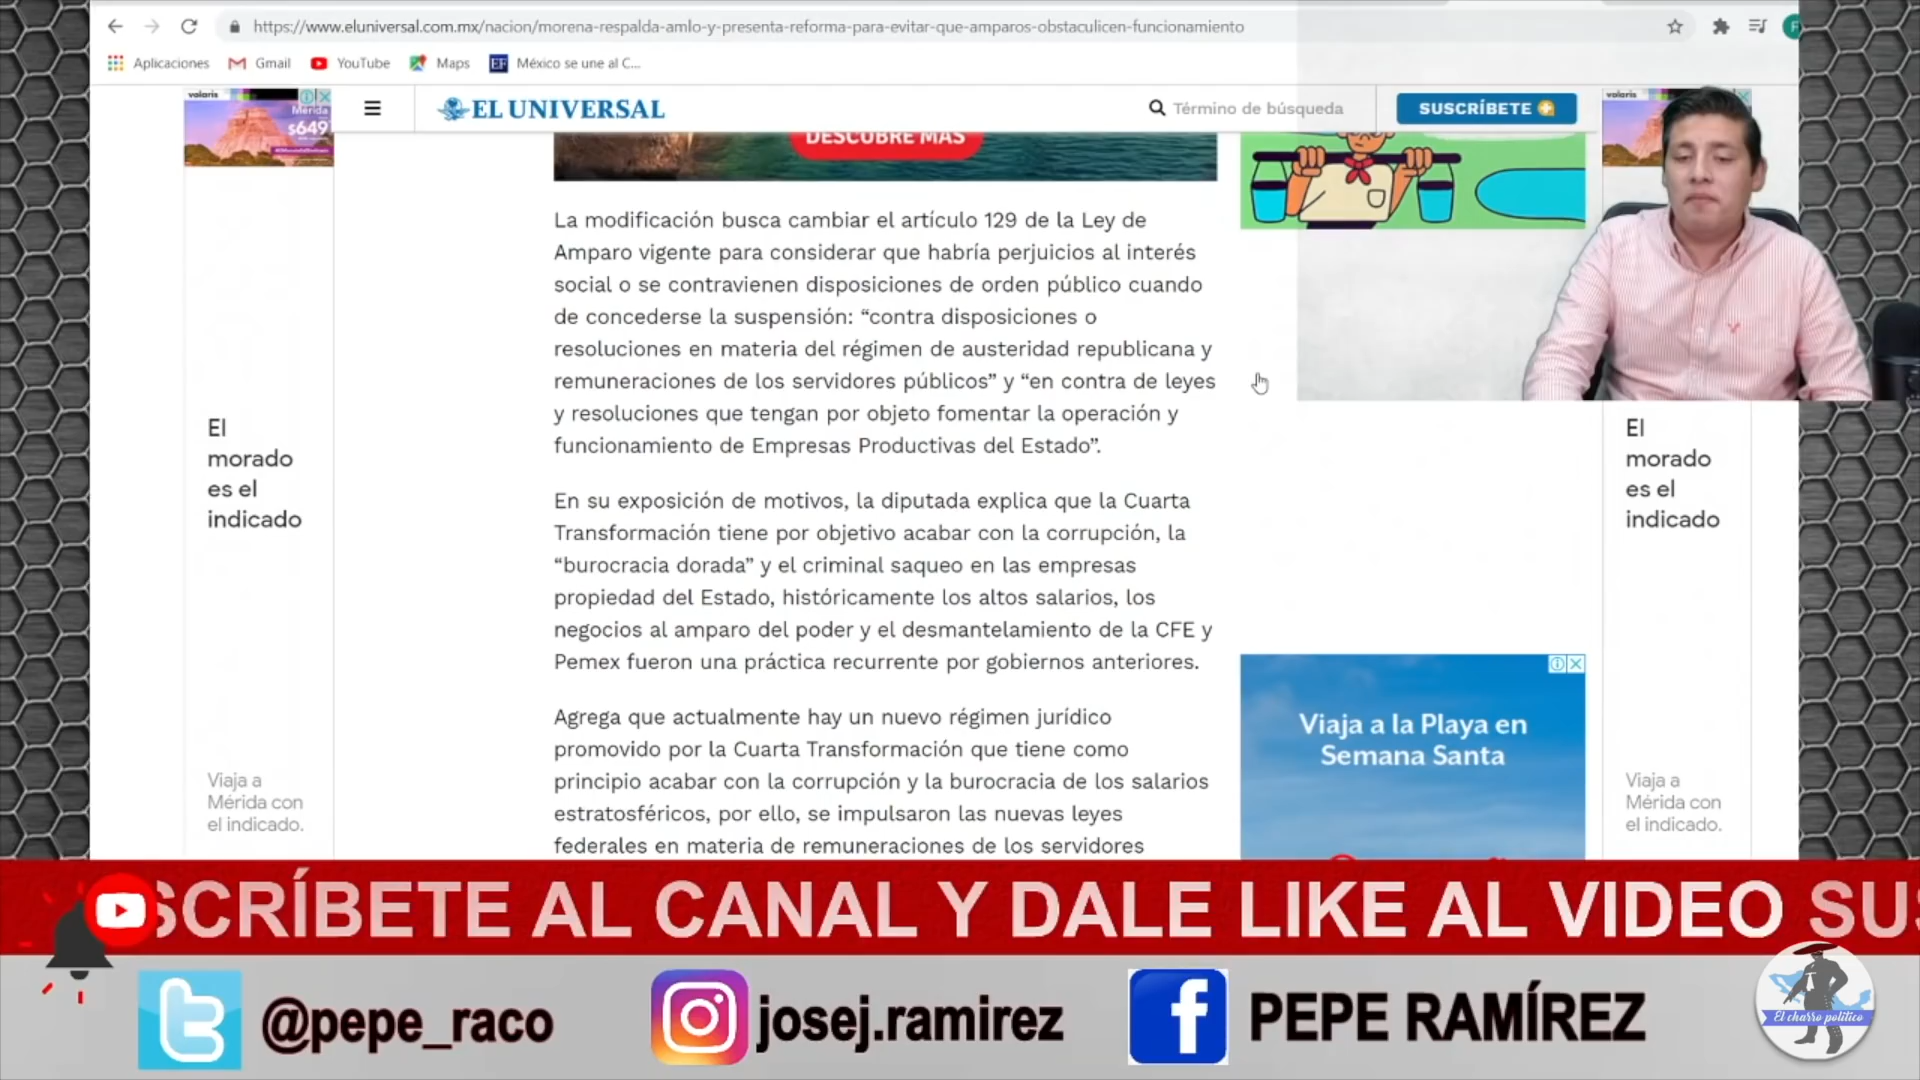 https://www.eluniversal.com.mx/nacion/morena-respalda-amlo-y-presenta-reforma-para-evitar-que-amparos-obstaculicen-funcionamiento
Aplicaciones
Gmail
YouTube
Maps
EF
México se une al C...
volaris
Mérida
$649
EL UNIVERSAL
Término de búsqueda
SUSCRÍBETE
volaris
DESCUBRE MÁS
La modificación busca cambiar el artículo 129 de la Ley de
Amparo vigente para considerar que habría perjuicios al interés
social o se contravienen disposiciones de orden público cuando
de concederse la suspensión: “contra disposiciones o
resoluciones en materia del régimen de austeridad republicana y
remuneraciones de los servidores públicos” y “en contra de leyes
y resoluciones que tengan por objeto fomentar la operación y
funcionamiento de Empresas Productivas del Estado”.
En su exposición de motivos, la diputada explica que la Cuarta
Transformación tiene por objetivo acabar con la corrupción, la
“burocracia dorada” y el criminal saqueo en las empresas
propiedad del Estado, históricamente los altos salarios, los
negocios al amparo del poder y el desmantelamiento de la CFE y
Pemex fueron una práctica recurrente por gobiernos anteriores.
Agrega que actualmente hay un nuevo régimen jurídico
promovido por la Cuarta Transformación que tiene como
principio acabar con la corrupción y la burocracia de los salarios
estratosféricos, por ello, se impulsaron las nuevas leyes
federales en materia de remuneraciones de los servidores
El
morado
es el
indicado
Viaja a
Mérida con
el indicado.
El
morado
es el
indicado
Viaja a
Mérida con
el indicado.
Viaja a la Playa en
Semana Santa
SCRÍBETE AL CANAL Y DALE LIKE AL VIDEO SUS
@pepe_raco
josej.ramirez
PEPE RAMÍREZ
El charro político